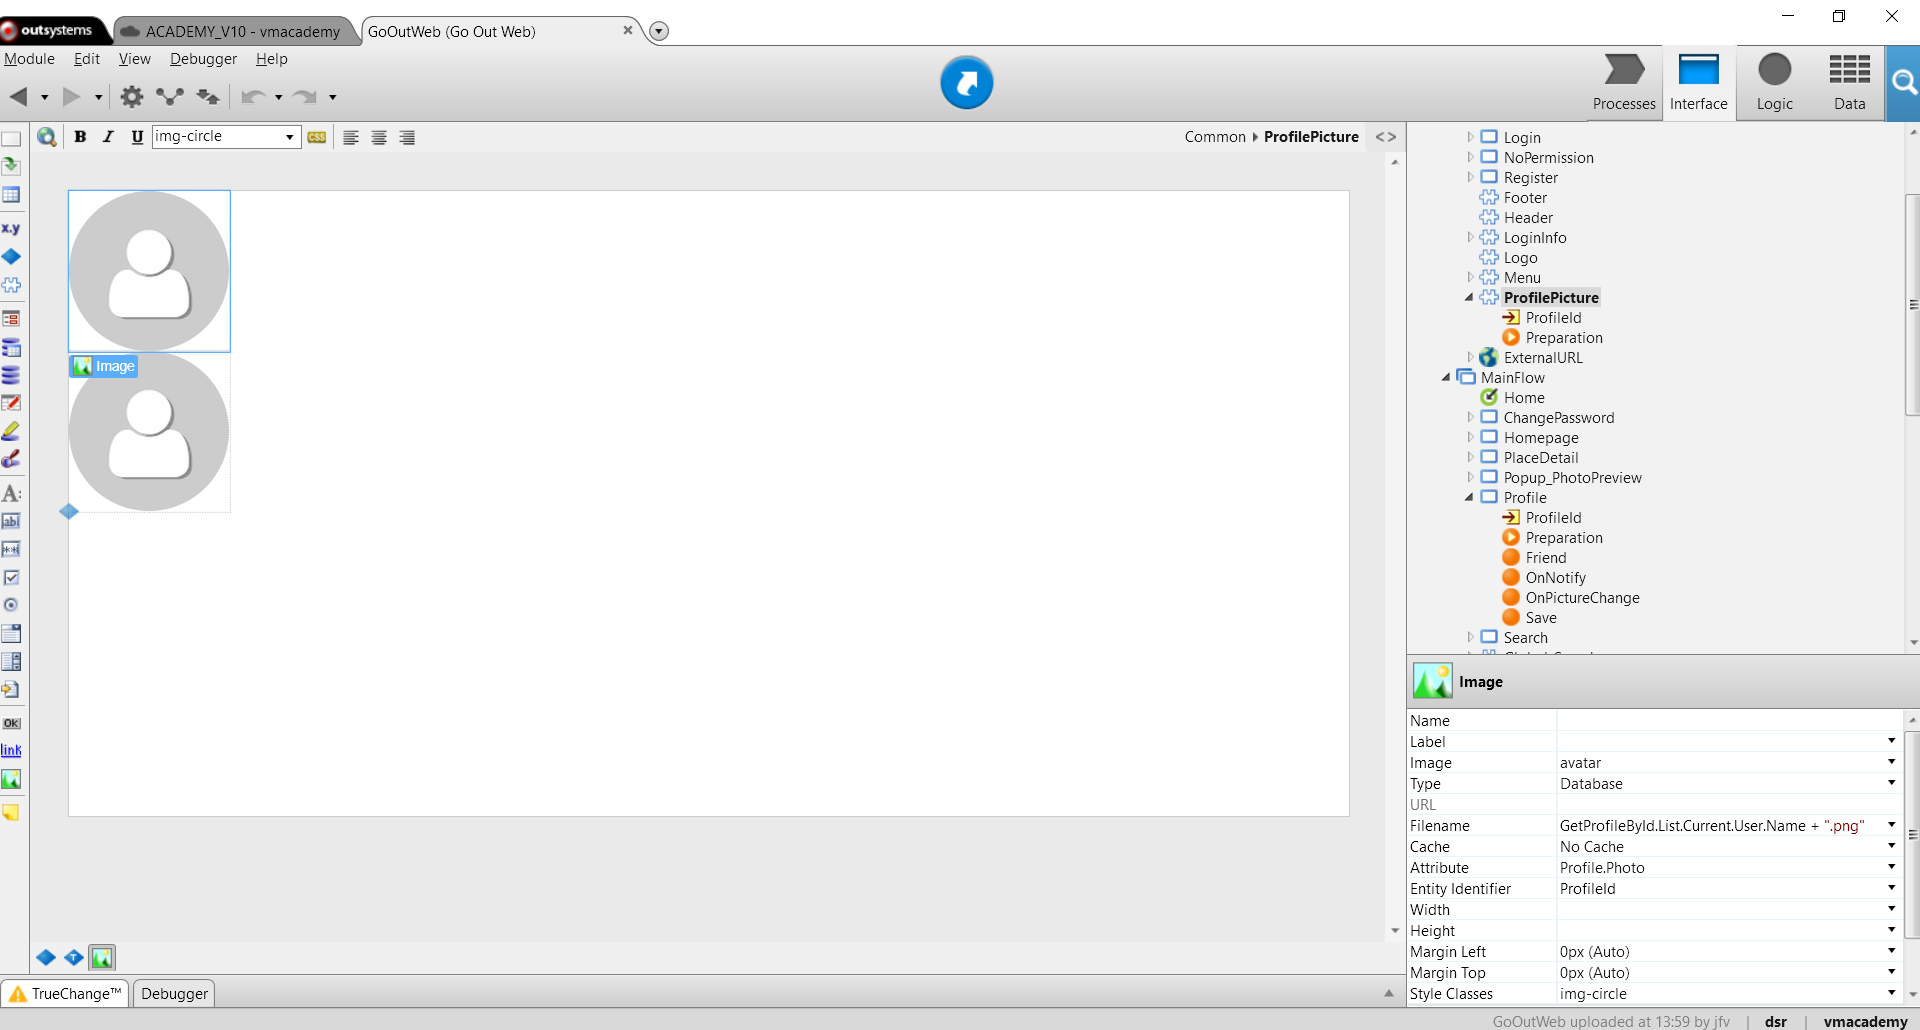 outsystems
ACADEMY_V10 - vmacademy
GoOutWeb (Go Out Web)
Module Edit View Debugger Help
Processes Interface Logic Data
B I U img-circle CSS
Common ProfilePicture <>
Login
NoPermission
Register
Footer
Header
LoginInfo
Logo
Menu
ProfilePicture
ProfileId
Preparation
ExternalURL
MainFlow
Home
ChangePassword
Homepage
PlaceDetail
Popup_PhotoPreview
Profile
ProfileId
Preparation
Friend
OnNotify
OnPictureChange
Save
Search
x.y
Image
A:
ab|
OK
link
Image
Name
Label
Image avatar
Type Database
URL
Filename GetProfileById.List.Current.User.Name + ".png"
Cache No Cache
Attribute Profile.Photo
Entity Identifier ProfileId
Width
Height
Margin Left 0px (Auto)
Margin Top 0px (Auto)
Style Classes img-circle
TrueChange™ Debugger
GoOutWeb uploaded at 13:59 by jfv | dsr | vmacademy